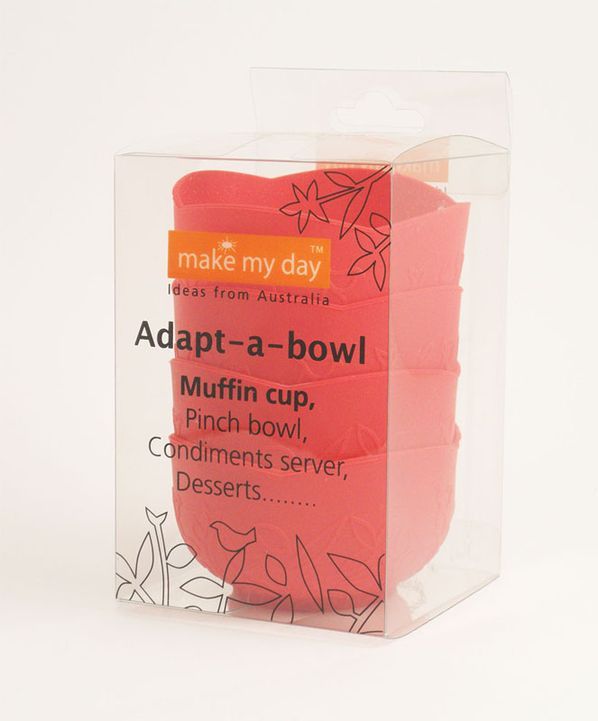 make my day™
Ideas from Australia
Adapt-a-bowl
Muffin cup,
Pinch bowl,
Condiments server,
Desserts........